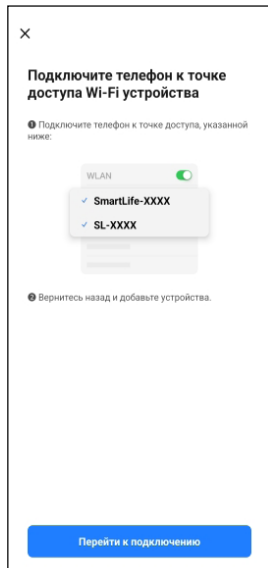 Подключите телефон к точке
доступа Wi-Fi устройства
❶ Подключите телефон к точке доступа, указанной
ниже:
WLAN
SmartLife-XXXX
SL-XXXX
❷ Вернитесь назад и добавьте устройства.
Перейти к подключению